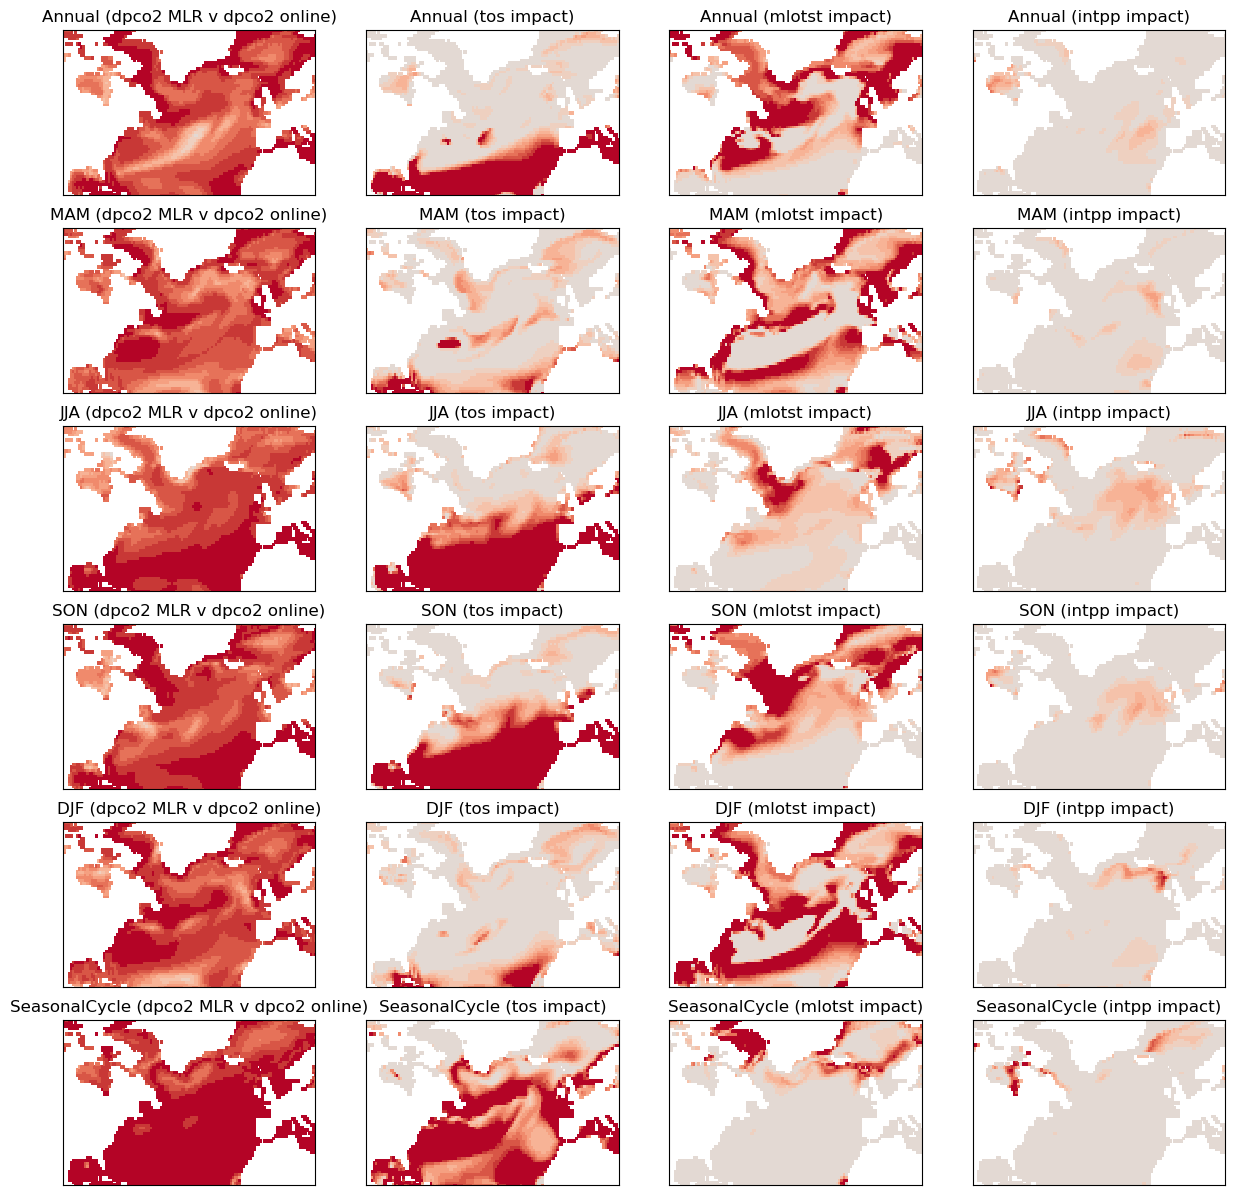 Annual (dpco2 MLR v dpco2 online)
Annual (tos impact)
Annual (mlotst impact)
Annual (intpp impact)
MAM (dpco2 MLR v dpco2 online)
MAM (tos impact)
MAM (mlotst impact)
MAM (intpp impact)
JJA (dpco2 MLR v dpco2 online)
JJA (tos impact)
JJA (mlotst impact)
JJA (intpp impact)
SON (dpco2 MLR v dpco2 online)
SON (tos impact)
SON (mlotst impact)
SON (intpp impact)
DJF (dpco2 MLR v dpco2 online)
DJF (tos impact)
DJF (mlotst impact)
DJF (intpp impact)
SeasonalCycle (dpco2 MLR v dpco2 online)
SeasonalCycle (tos impact)
SeasonalCycle (mlotst impact)
SeasonalCycle (intpp impact)